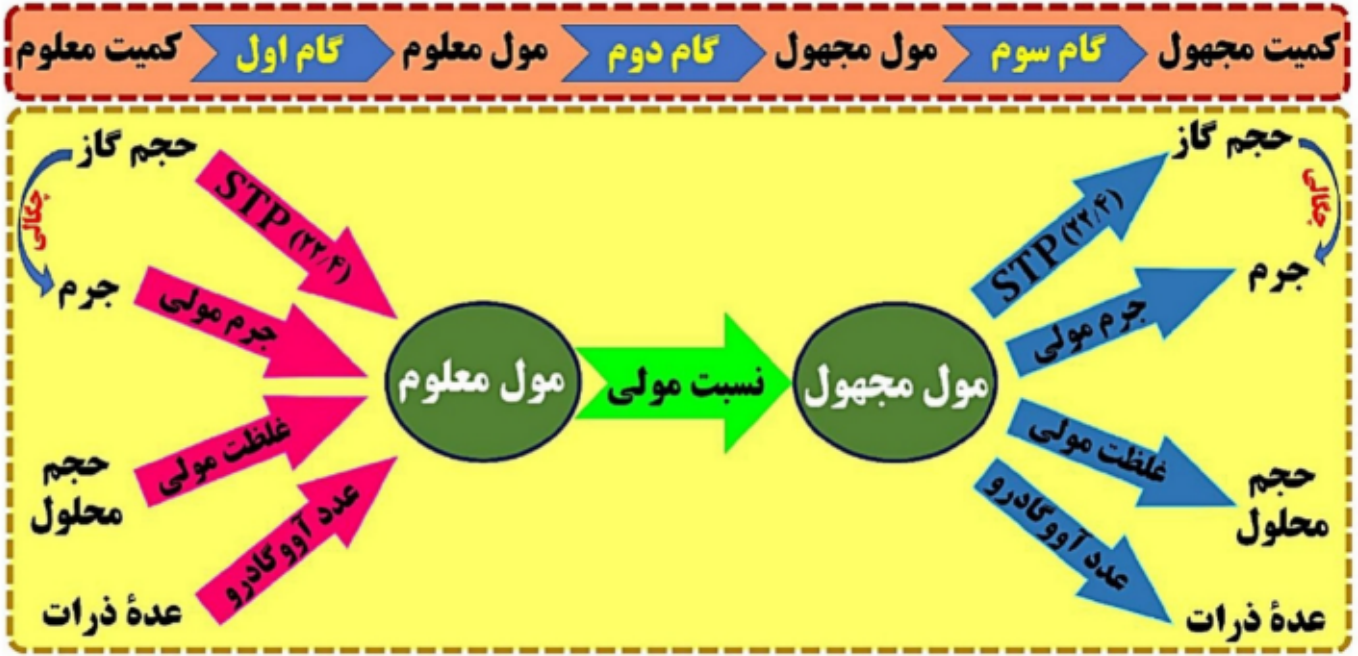 کمیت معلوم
گام اول
مول معلوم
گام دوم
مول مجهول
گام سوم
کمیت مجهول
حجم گاز
چگالی
جرم
حجم
محلول
عدهٔ ذرات
STP (۲۲/۴)
جرم مولی
غلظت مولی
عدد آووگادرو
مول معلوم
نسبت مولی
مول مجهول
STP (۲۲/۴)
جرم مولی
غلظت مولی
عدد آووگادرو
حجم گاز
چگالی
جرم
حجم
محلول
عدهٔ ذرات